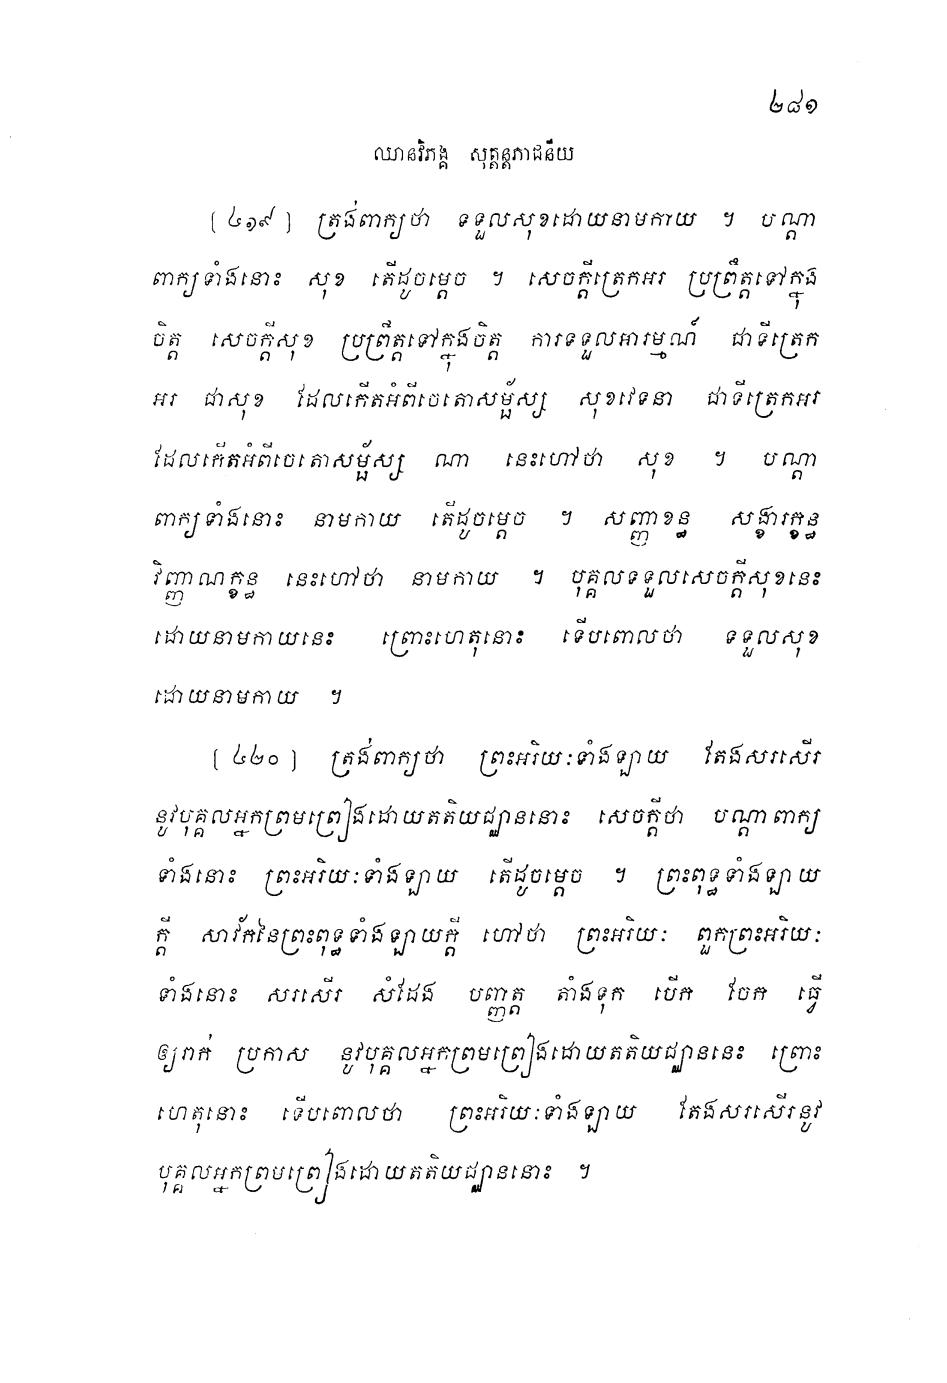 ២៨១
ឈានវិភង្គ សុត្តន្តភាជនីយ
[៤១៩] ត្រង់ពាក្យថា ទទួលសុខដោយនាមកាយ ។ បណ្តា
ពាក្យទាំងនោះ សុខ តើដូចម្តេច ។ សេចក្តីត្រេកអរ ប្រព្រឹត្តទៅក្នុង
ចិត្ត សេចក្តីសុខ ប្រព្រឹត្តទៅក្នុងចិត្ត ការទទួលអារម្មណ៍ ជាទីត្រេក
អរ ជាសុខ ដែលកើតអំពីចេតោសម្ផ័ស្ស សុខវេទនា ជាទីត្រេកអរ
ដែលកើតអំពីចេតោសម្ផ័ស្ស ណា នេះហៅថា សុខ ។ បណ្តា
ពាក្យទាំងនោះ នាមកាយ តើដូចម្តេច ។ សញ្ញាខន្ធ សង្ខារក្ខន្ធ
វិញ្ញាណក្ខន្ធ នេះហៅថា នាមកាយ ។ បុគ្គលទទួលសេចក្តីសុខនេះ
ដោយនាមកាយនេះ ព្រោះហេតុនោះ ទើបពោលថា ទទួលសុខ
ដោយនាមកាយ ។
[៤២០] ត្រង់ពាក្យថា ព្រះអរិយៈទាំងឡាយ តែងសរសើរ
នូវបុគ្គលអ្នកព្រមព្រៀងដោយតតិយជ្ឈាននោះ សេចក្តីថា បណ្តាពាក្យ
ទាំងនោះ ព្រះអរិយៈទាំងឡាយ តើដូចម្តេច ។ ព្រះពុទ្ធទាំងឡាយ
ក្តី សាវ័កនៃព្រះពុទ្ធទាំងឡាយក្តី ហៅថា ព្រះអរិយៈ ពួកព្រះអរិយៈ
ទាំងនោះ សរសើរ សំដែង បញ្ញត្ត តាំងទុក បើក ចែក ធ្វើ
ឲ្យរាក់ ប្រកាស នូវបុគ្គលអ្នកព្រមព្រៀងដោយតតិយជ្ឈាននេះ ព្រោះ
ហេតុនោះ ទើបពោលថា ព្រះអរិយៈទាំងឡាយ តែងសរសើរនូវ
បុគ្គលអ្នកព្រមព្រៀងដោយតតិយជ្ឈាននោះ ។